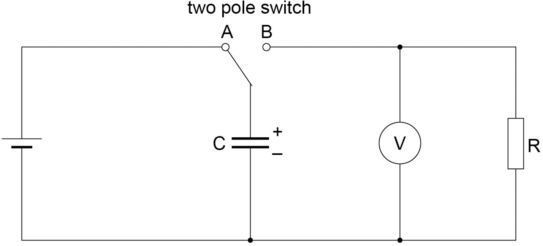 two pole switch
A B
C + V R
–